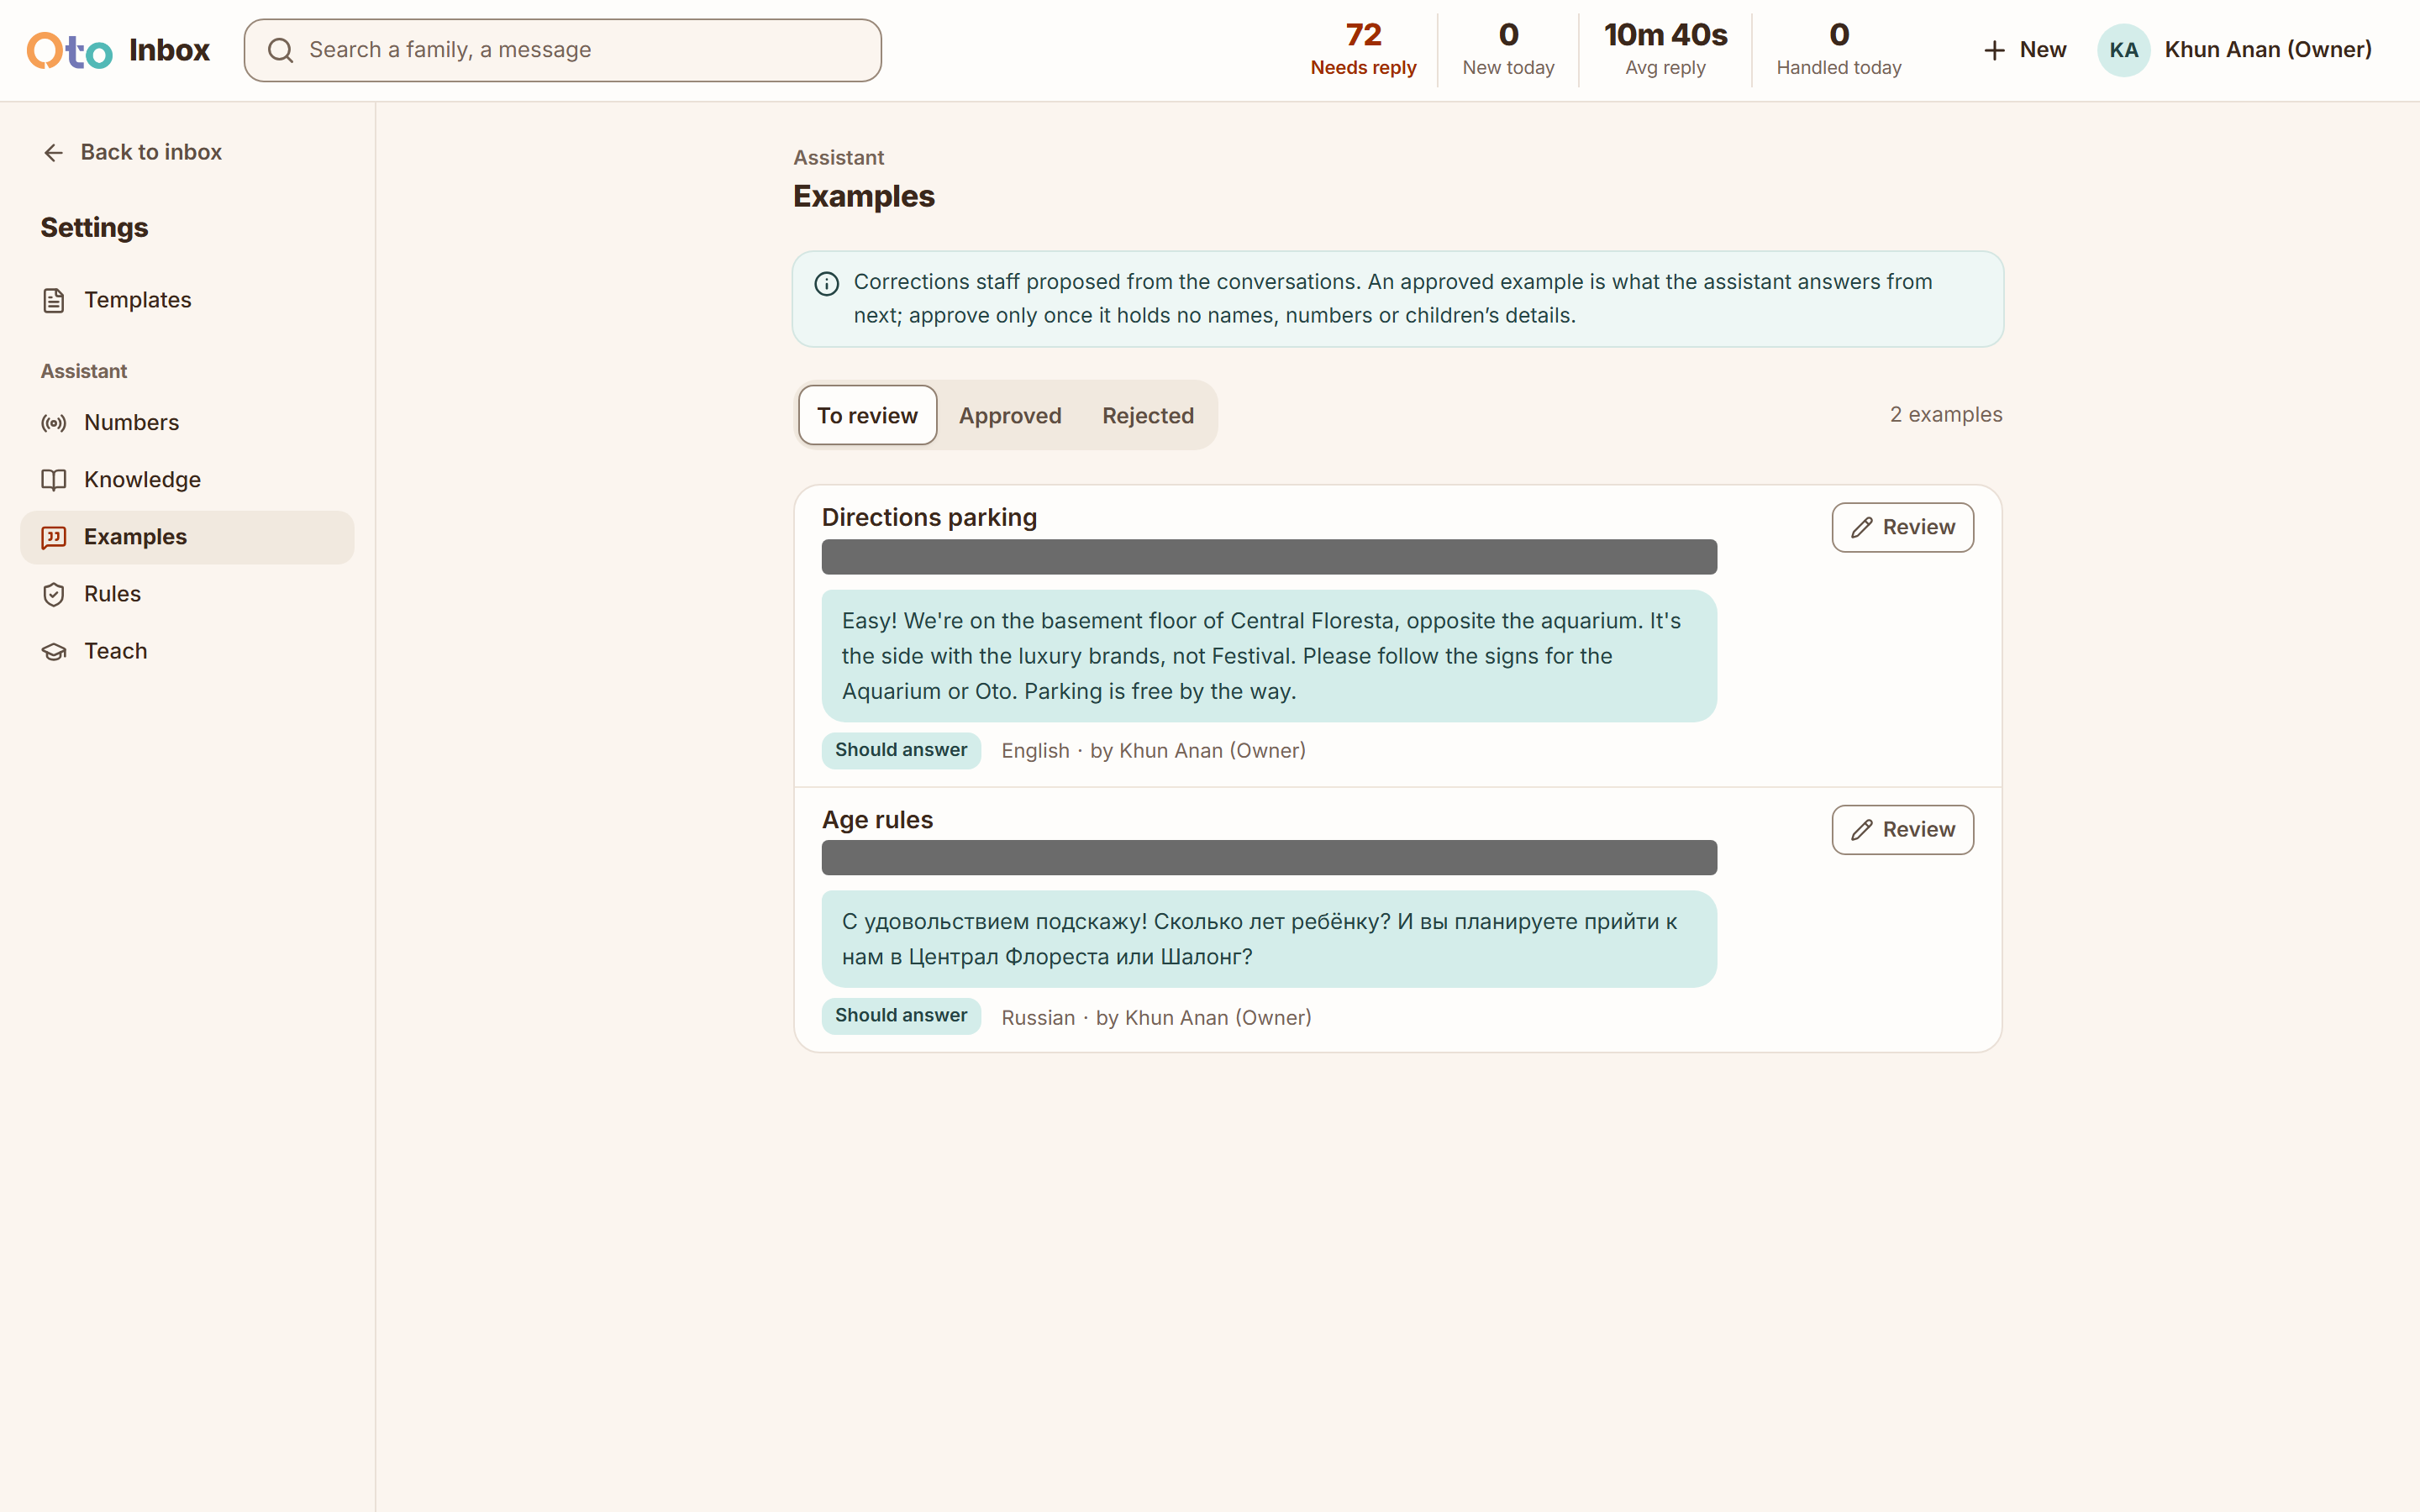 Oto Inbox
Search a family, a message
72
Needs reply
0
New today
10m 40s
Avg reply
0
Handled today
New
KA
Khun Anan (Owner)
Back to inbox
Settings
Templates
Assistant
Numbers
Knowledge
Examples
Rules
Teach
Assistant
Examples
Corrections staff proposed from the conversations. An approved example is what the assistant answers from
next; approve only once it holds no names, numbers or children’s details.
To review
Approved
Rejected
2 examples
Directions parking
Review
Easy! We're on the basement floor of Central Floresta, opposite the aquarium. It's
the side with the luxury brands, not Festival. Please follow the signs for the
Aquarium or Oto. Parking is free by the way.
Should answer
English · by Khun Anan (Owner)
Age rules
Review
С удовольствием подскажу! Сколько лет ребёнку? И вы планируете прийти к
нам в Централ Флореста или Шалонг?
Should answer
Russian · by Khun Anan (Owner)